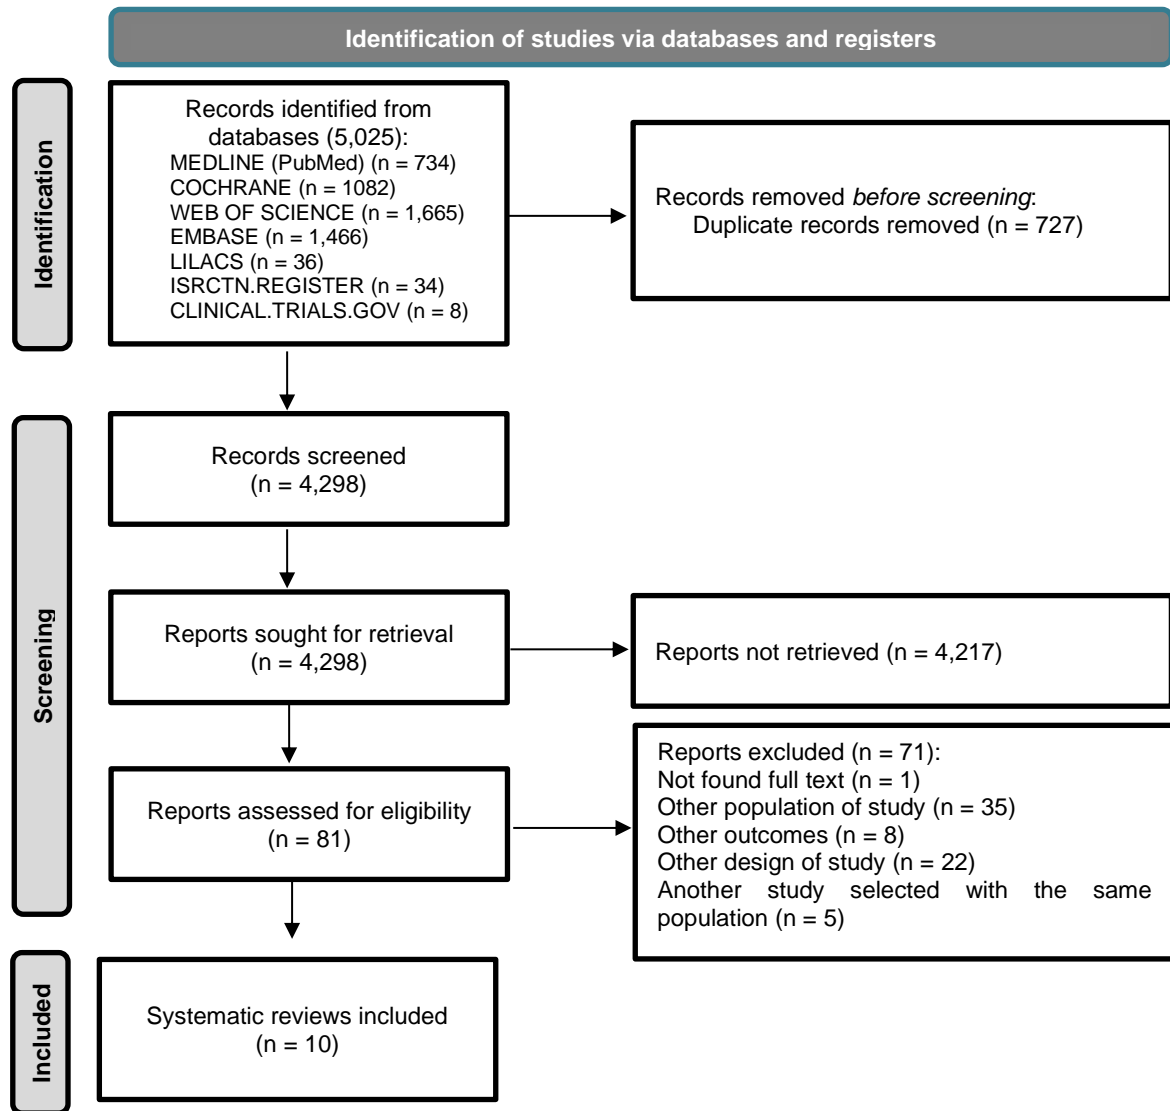 Identification of studies via databases and registers
Identification
Records identified from
databases (5,025):
MEDLINE (PubMed) (n = 734)
COCHRANE (n = 1082)
WEB OF SCIENCE (n = 1,665)
EMBASE (n = 1,466)
LILACS (n = 36)
ISRCTN.REGISTER (n = 34)
CLINICAL.TRIALS.GOV (n = 8)
Records removed before screening:
Duplicate records removed (n = 727)
Screening
Records screened
(n = 4,298)
Reports sought for retrieval
(n = 4,298)
Reports not retrieved (n = 4,217)
Reports assessed for eligibility
(n = 81)
Reports excluded (n = 71):
Not found full text (n = 1)
Other population of study (n = 35)
Other outcomes (n = 8)
Other design of study (n = 22)
Another study selected with the same
population (n = 5)
Included
Systematic reviews included
(n = 10)